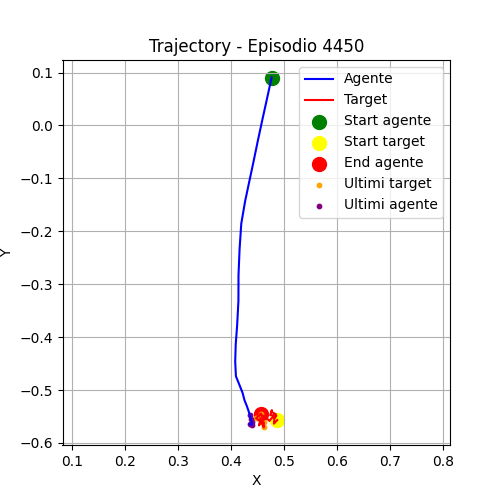 Trajectory - Episodio 4450
Agente
Target
Start agente
Start target
End agente
Ultimi target
Ultimi agente
0.1
0.0
−0.1
−0.2
−0.3
−0.4
−0.5
−0.6
Y
0.1
0.2
0.3
0.4
0.5
0.6
0.7
0.8
X